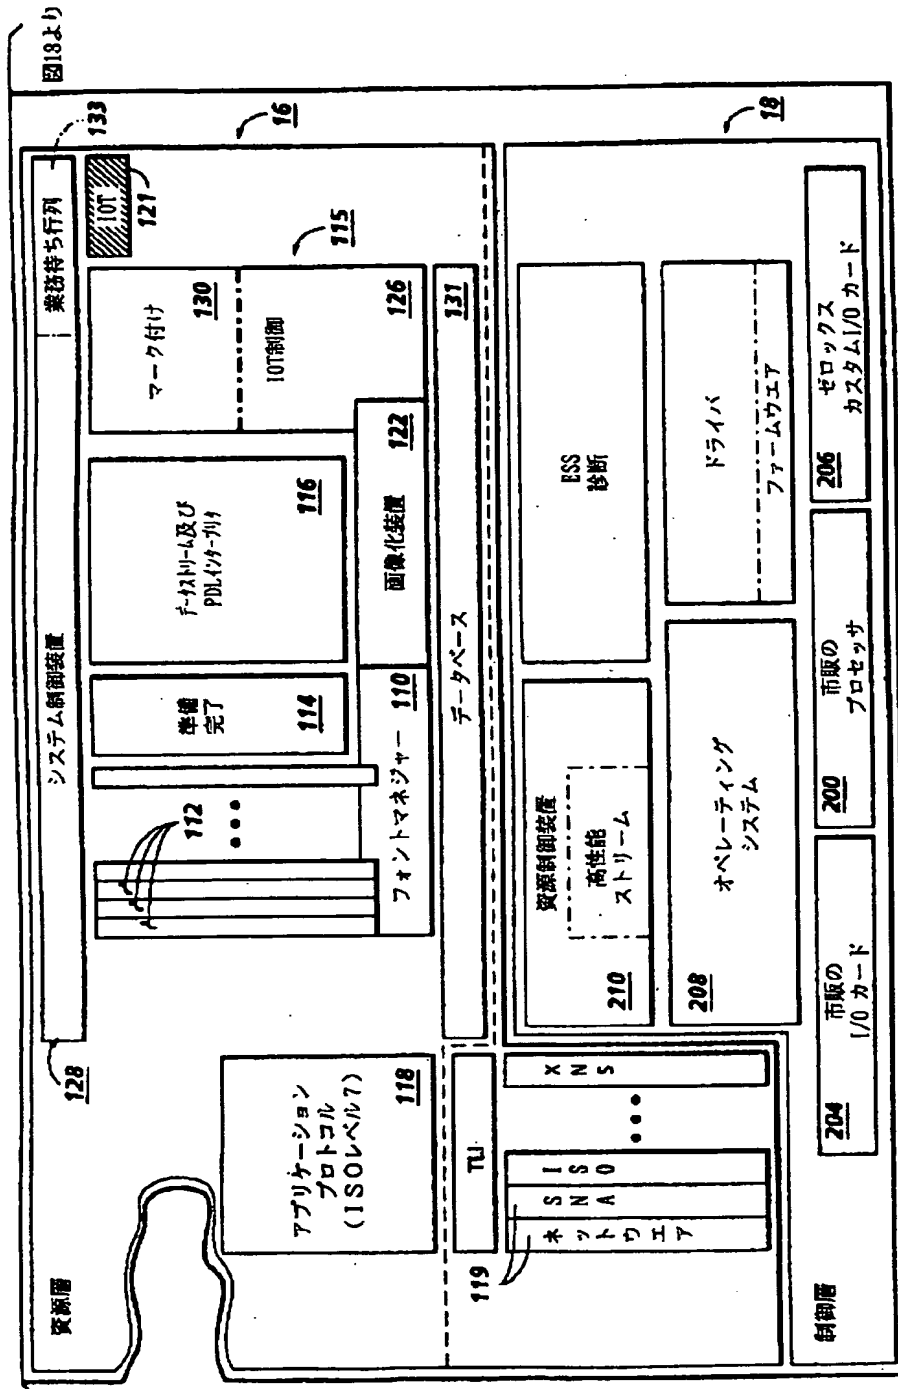 図18より
資源層
128
システム制御装置
業務待ち行列
133
IOT
121
16
112
準備
完了
114
データストリーム及び
PDLインタープリタ
116
マーク付け
130
IOT制御
126
115
フォントマネジャー
110
画像化装置
122
アプリケーション
プロトコル
(ISOレベル7)
118
データベース
131
TLI
119
ネットウエア
SNA
ISO
XNS
18
資源制御装置
高性能
ストリーム
210
ESS
診断
オペレーティング
システム
208
ドライバ
ファームウエア
制御層
市販の
I/O カード
204
市販の
プロセッサ
200
ゼロックス
カスタムI/O カード
206